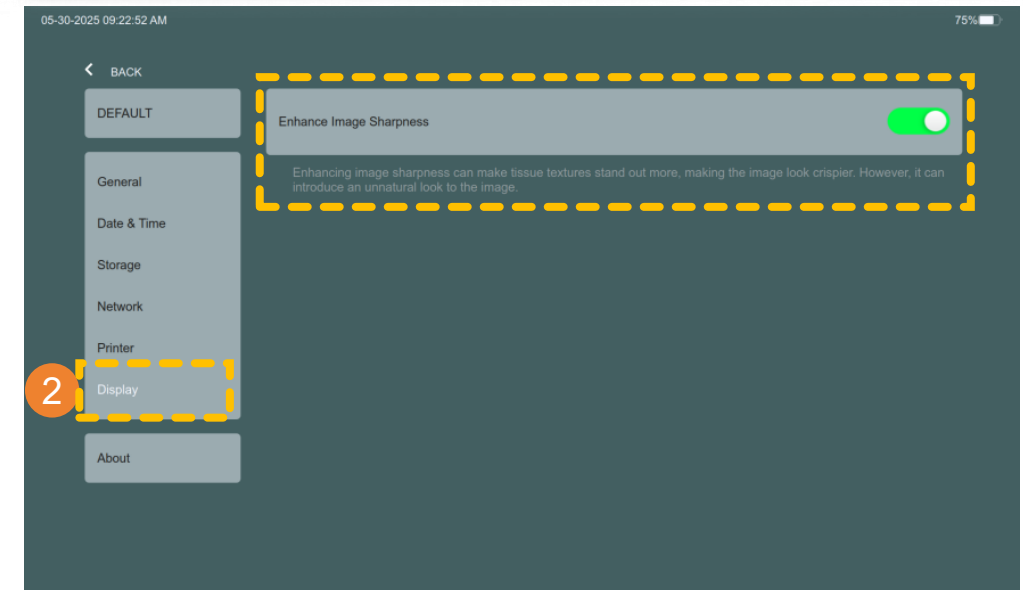 05-30-2025 09:22:52 AM
75%
BACK
DEFAULT
Enhance Image Sharpness
Enhancing image sharpness can make tissue textures stand out more, making the image look crispier. However, it can
introduce an unnatural look to the image.
General
Date & Time
Storage
Network
Printer
2
Display
About